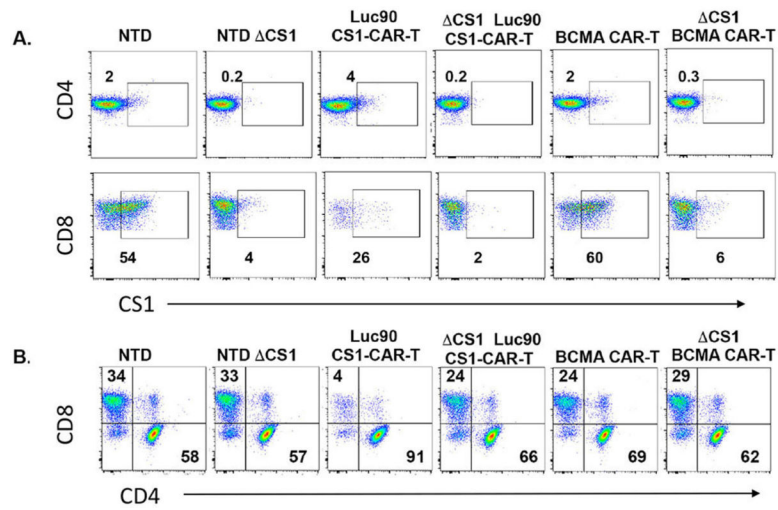 A.
NTD
NTD ΔCS1
Luc90
CS1-CAR-T
ΔCS1 Luc90
CS1-CAR-T
BCMA CAR-T
ΔCS1
BCMA CAR-T
CD4
2
0.2
4
0.2
2
0.3
CD8
54
4
26
2
60
6
CS1
B.
NTD
NTD ΔCS1
Luc90
CS1-CAR-T
ΔCS1 Luc90
CS1-CAR-T
BCMA CAR-T
ΔCS1
BCMA CAR-T
CD8
34
33
4
24
24
29
58
57
91
66
69
62
CD4